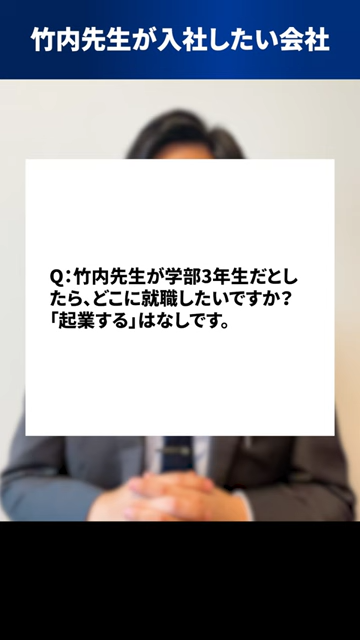 竹内先生が入社したい会社
Q：竹内先生が学部3年生だとし
たら、どこに就職したいですか？
「起業する」はなしです。